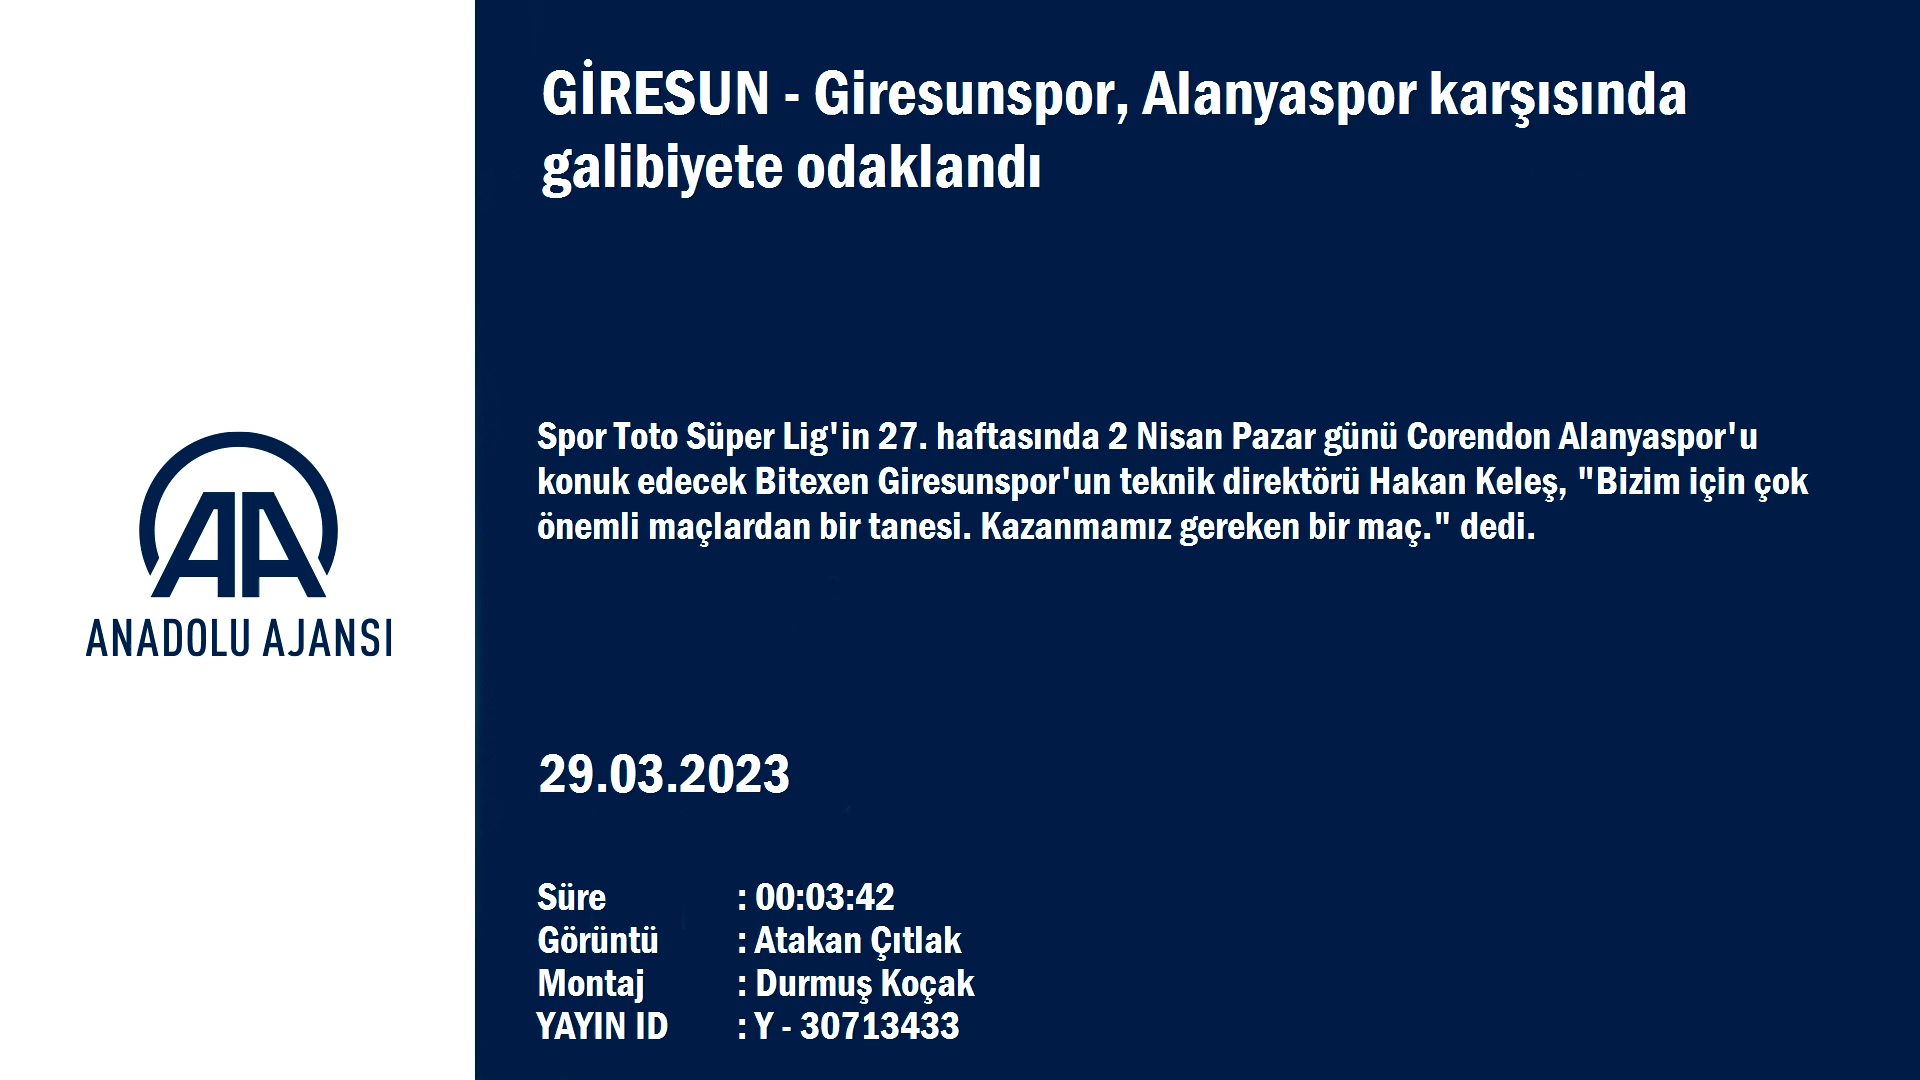 GİRESUN - Giresunspor, Alanyaspor karşısında
galibiyete odaklandı
Spor Toto Süper Lig'in 27. haftasında 2 Nisan Pazar günü Corendon Alanyaspor'u
konuk edecek Bitexen Giresunspor'un teknik direktörü Hakan Keleş, "Bizim için çok
önemli maçlardan bir tanesi. Kazanmamız gereken bir maç." dedi.
AA
ANADOLU AJANSI
29.03.2023
Süre : 00:03:42
Görüntü : Atakan Çıtlak
Montaj : Durmuş Koçak
YAYIN ID : Y - 30713433